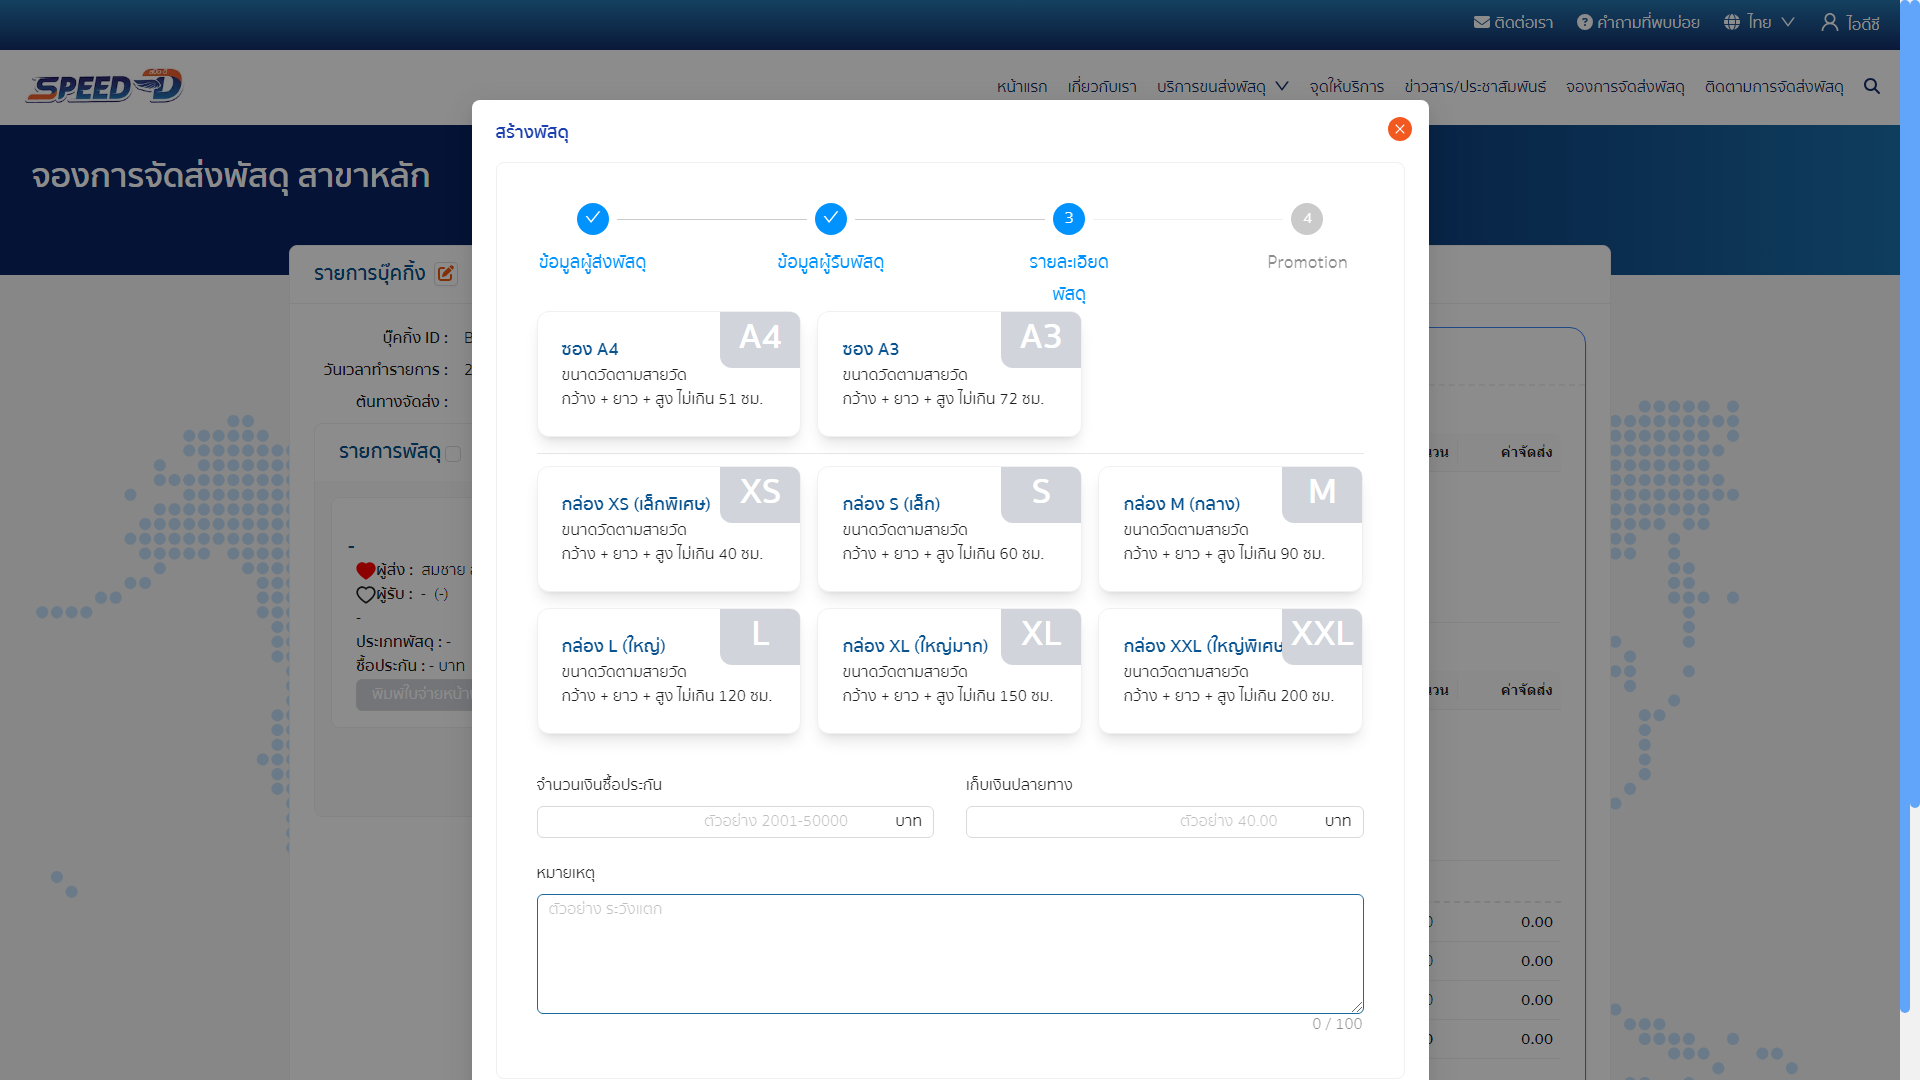 ติดต่อเรา
คำถามที่พบบ่อย
ไทย
ไอดีซี
SPEED-D
หน้าแรก
เกี่ยวกับเรา
บริการขนส่งพัสดุ
จุดให้บริการ
ข่าวสาร/ประชาสัมพันธ์
จองการจัดส่งพัสดุ
ติดตามการจัดส่งพัสดุ
จองการจัดส่งพัสดุ สาขาหลัก
รายการบุ๊คกิ้ง
บุ๊คกิ้ง ID :
วันเวลาทำรายการ : 2
ต้นทางจัดส่ง :
รายการพัสดุ
-
ผู้ส่ง : สมชาย
ผู้รับ : - (-)
-
ประเภทพัสดุ : -
ซื้อประกัน : - บาท
พิมพ์ใบจ่ายหน้า
สร้างพัสดุ
ข้อมูลผู้ส่งพัสดุ
ข้อมูลผู้รับพัสดุ
3
รายละเอียด
พัสดุ
4
Promotion
ซอง A4
A4
ขนาดวัดตามสายวัด
กว้าง + ยาว + สูง ไม่เกิน 51 ซม.
ซอง A3
A3
ขนาดวัดตามสายวัด
กว้าง + ยาว + สูง ไม่เกิน 72 ซม.
กล่อง XS (เล็กพิเศษ)
XS
ขนาดวัดตามสายวัด
กว้าง + ยาว + สูง ไม่เกิน 40 ซม.
กล่อง S (เล็ก)
S
ขนาดวัดตามสายวัด
กว้าง + ยาว + สูง ไม่เกิน 60 ซม.
กล่อง M (กลาง)
M
ขนาดวัดตามสายวัด
กว้าง + ยาว + สูง ไม่เกิน 90 ซม.
กล่อง L (ใหญ่)
L
ขนาดวัดตามสายวัด
กว้าง + ยาว + สูง ไม่เกิน 120 ซม.
กล่อง XL (ใหญ่มาก)
XL
ขนาดวัดตามสายวัด
กว้าง + ยาว + สูง ไม่เกิน 150 ซม.
กล่อง XXL (ใหญ่พิเศษ
XXL
ขนาดวัดตามสายวัด
กว้าง + ยาว + สูง ไม่เกิน 200 ซม.
จำนวนเงินซื้อประกัน
ตัวอย่าง 2001-50000 บาท
เก็บเงินปลายทาง
ตัวอย่าง 40.00 บาท
หมายเหตุ
ตัวอย่าง ระวังแตก
0 / 100
ค่าจัดส่ง
ค่าจัดส่ง
0.00
0.00
0.00
0.00